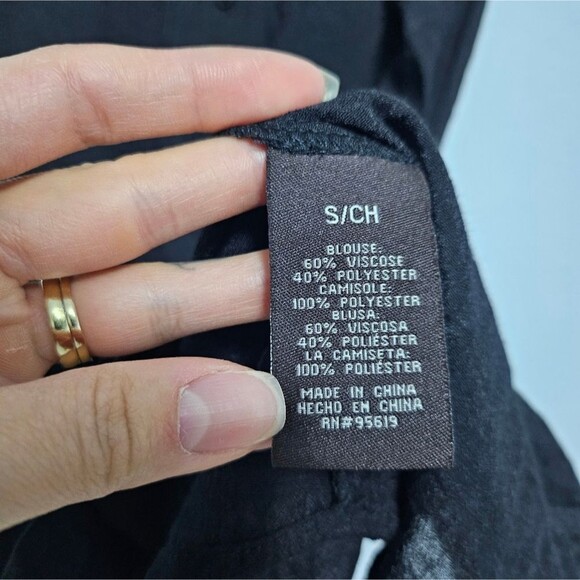 S/CH
BLOUSE:
60% VISCOSE
40% POLYESTER
CAMISOLE:
100% POLYESTER
BLUSA:
60% VISCOSA
40% POLIÉSTER
LA CAMISETA:
100% POLIÉSTER
MADE IN CHINA
HECHO EN CHINA
RN#95619